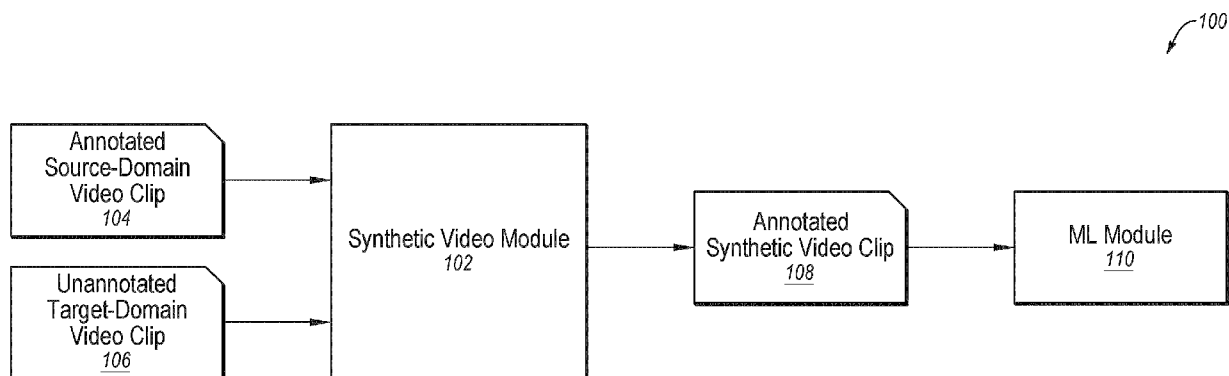 100
Annotated
Source-Domain
Video Clip
104
Unannotated
Target-Domain
Video Clip
106
Synthetic Video Module
102
Annotated
Synthetic Video Clip
108
ML Module
110